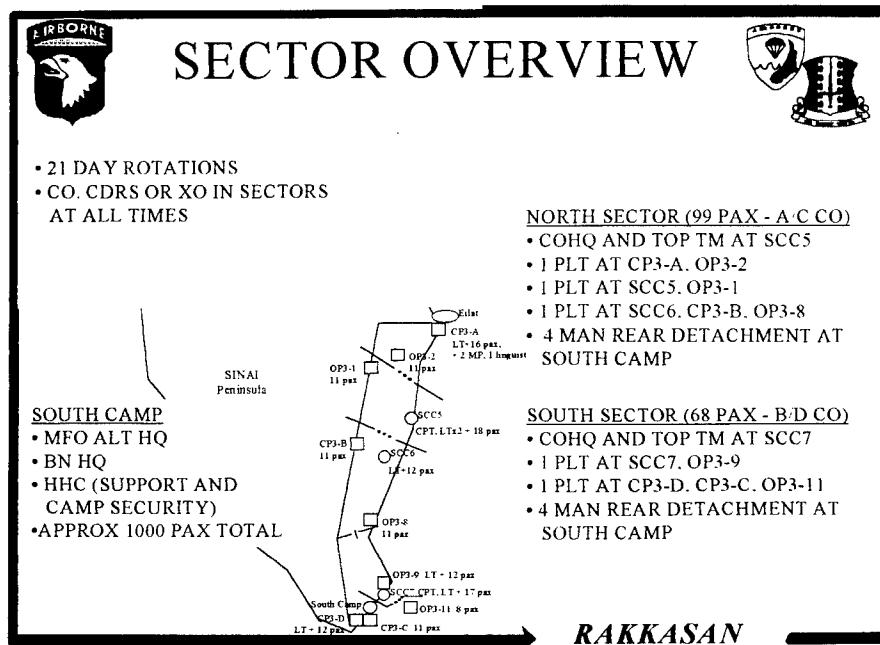 AIRBORNE
SECTOR OVERVIEW
• 21 DAY ROTATIONS
• CO. CDRS OR XO IN SECTORS
AT ALL TIMES
NORTH SECTOR (99 PAX - A/C CO)
• COHQ AND TOP TM AT SCC5
• 1 PLT AT CP3-A, OP3-2
• 1 PLT AT SCC5, OP3-1
• 1 PLT AT SCC6, CP3-B, OP3-8
• 4 MAN REAR DETACHMENT AT
SOUTH CAMP
SOUTH SECTOR (68 PAX - B/D CO)
• COHQ AND TOP TM AT SCC7
• 1 PLT AT SCC7, OP3-9
• 1 PLT AT CP3-D, CP3-C, OP3-11
• 4 MAN REAR DETACHMENT AT
SOUTH CAMP
SOUTH CAMP
• MFO ALT HQ
• BN HQ
• HHC (SUPPORT AND
CAMP SECURITY)
• APPROX 1000 PAX TOTAL
SINAI
Peninsula
Eilat
CP3-A
LT+16 pax,
+ 2 MP, 1 linguist
OP3-2
11 pax
OP3-1
11 pax
SCC5
CPT, LTx2 + 18 pax
CP3-B
11 pax
SCC6
LT+12 pax
OP3-8
11 pax
OP3-9 LT + 12 pax
SCC7 CPT, LT + 17 pax
South Camp
OP3-11 8 pax
CP3-D
LT + 12 pax
CP3-C 11 pax
RAKKASAN